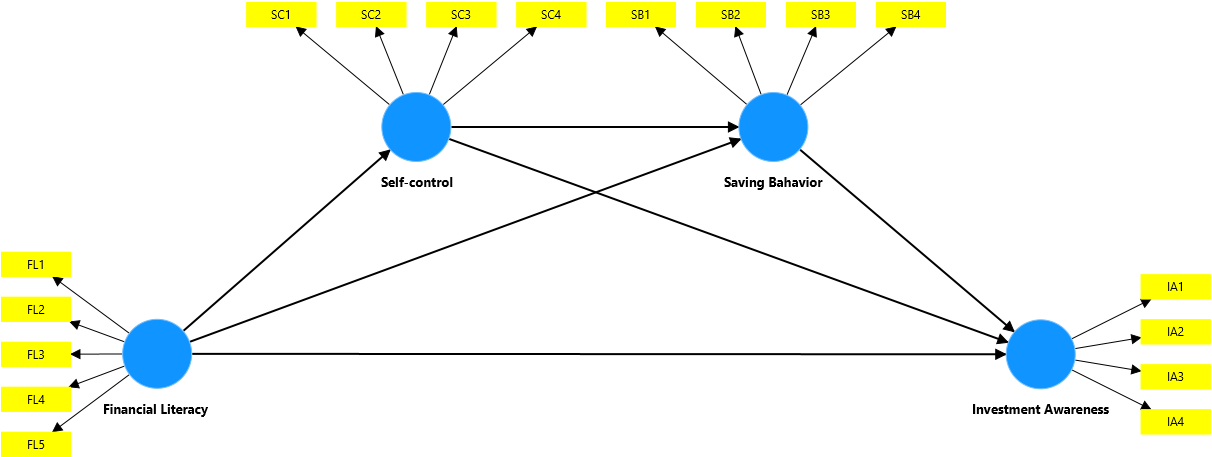 SC1 SC2 SC3 SC4 SB1 SB2 SB3 SB4
Self-control
Saving Bahavior
FL1
FL2
FL3
FL4
FL5
Financial Literacy
IA1
IA2
IA3
IA4
Investment Awareness